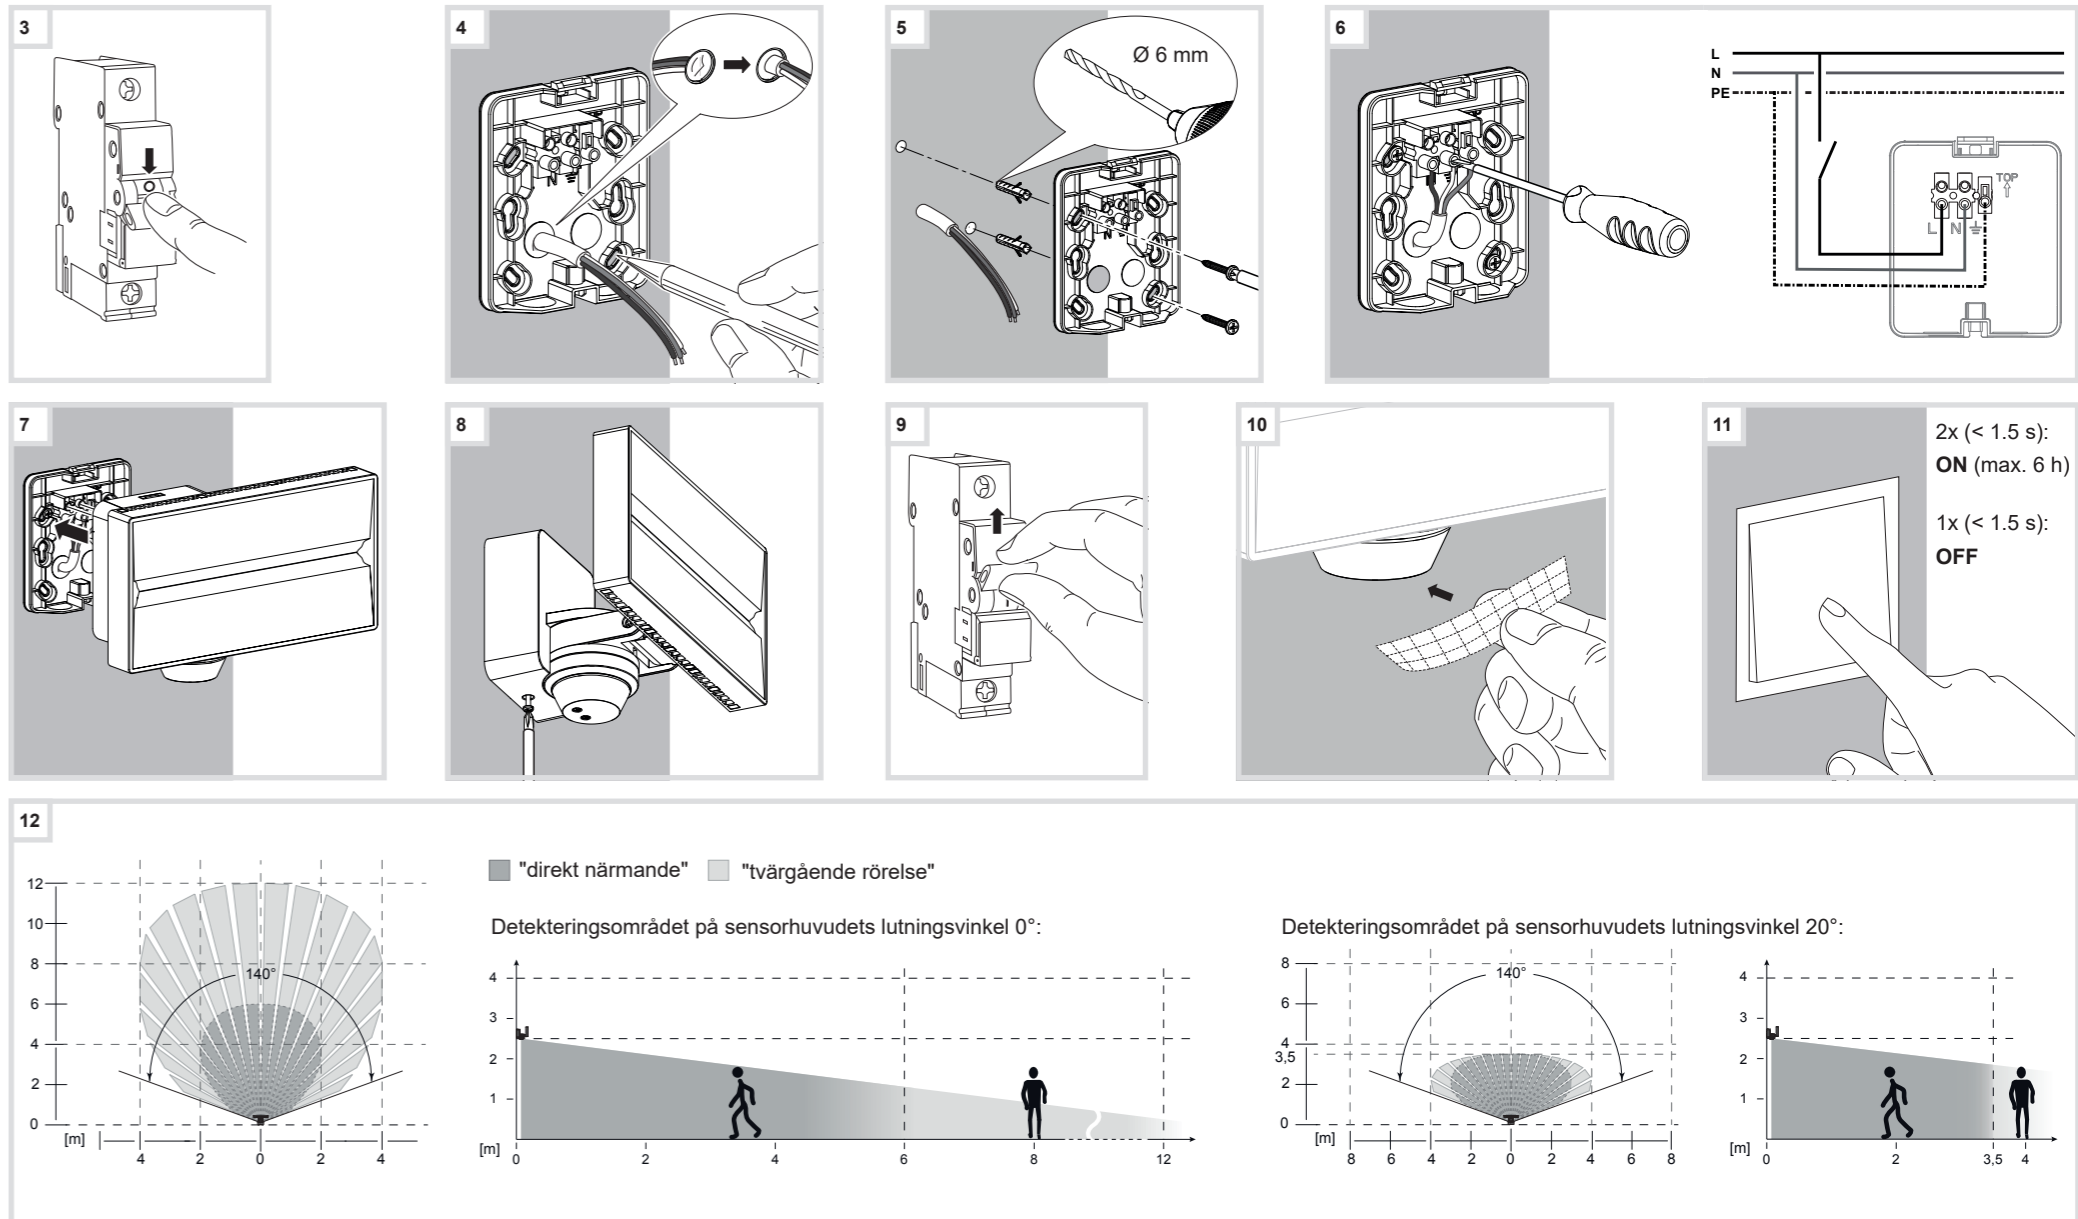 3
4
5
Ø 6 mm
6
L
N
PE
TOP
L N
7
8
9
10
11
2x (< 1.5 s):
ON (max. 6 h)
1x (< 1.5 s):
OFF
12
"direkt närmande" "tvärgående rörelse"
Detekteringsområdet på sensorhuvudets lutningsvinkel 0°:
Detekteringsområdet på sensorhuvudets lutningsvinkel 20°:
12
10
8
6
4
2
0
140°
[m]
4 2 0 2 4
4
3
2
1
[m]
0 2 4 6 8 12
8
6
4
3,5
2
0
140°
[m]
8 6 4 2 0 2 4 6 8
4
3
2
1
[m]
0 2 3,5 4